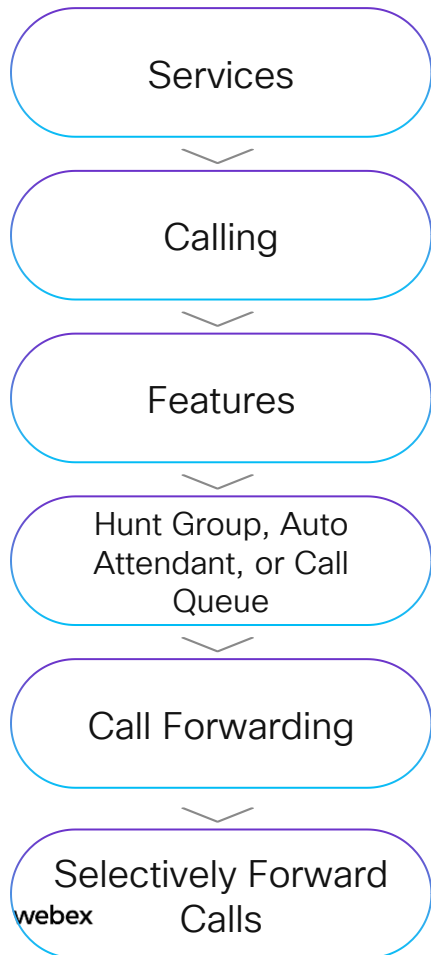 Services
Calling
Features
Hunt Group, Auto
Attendant, or Call
Queue
Call Forwarding
Selectively Forward
Calls
webex